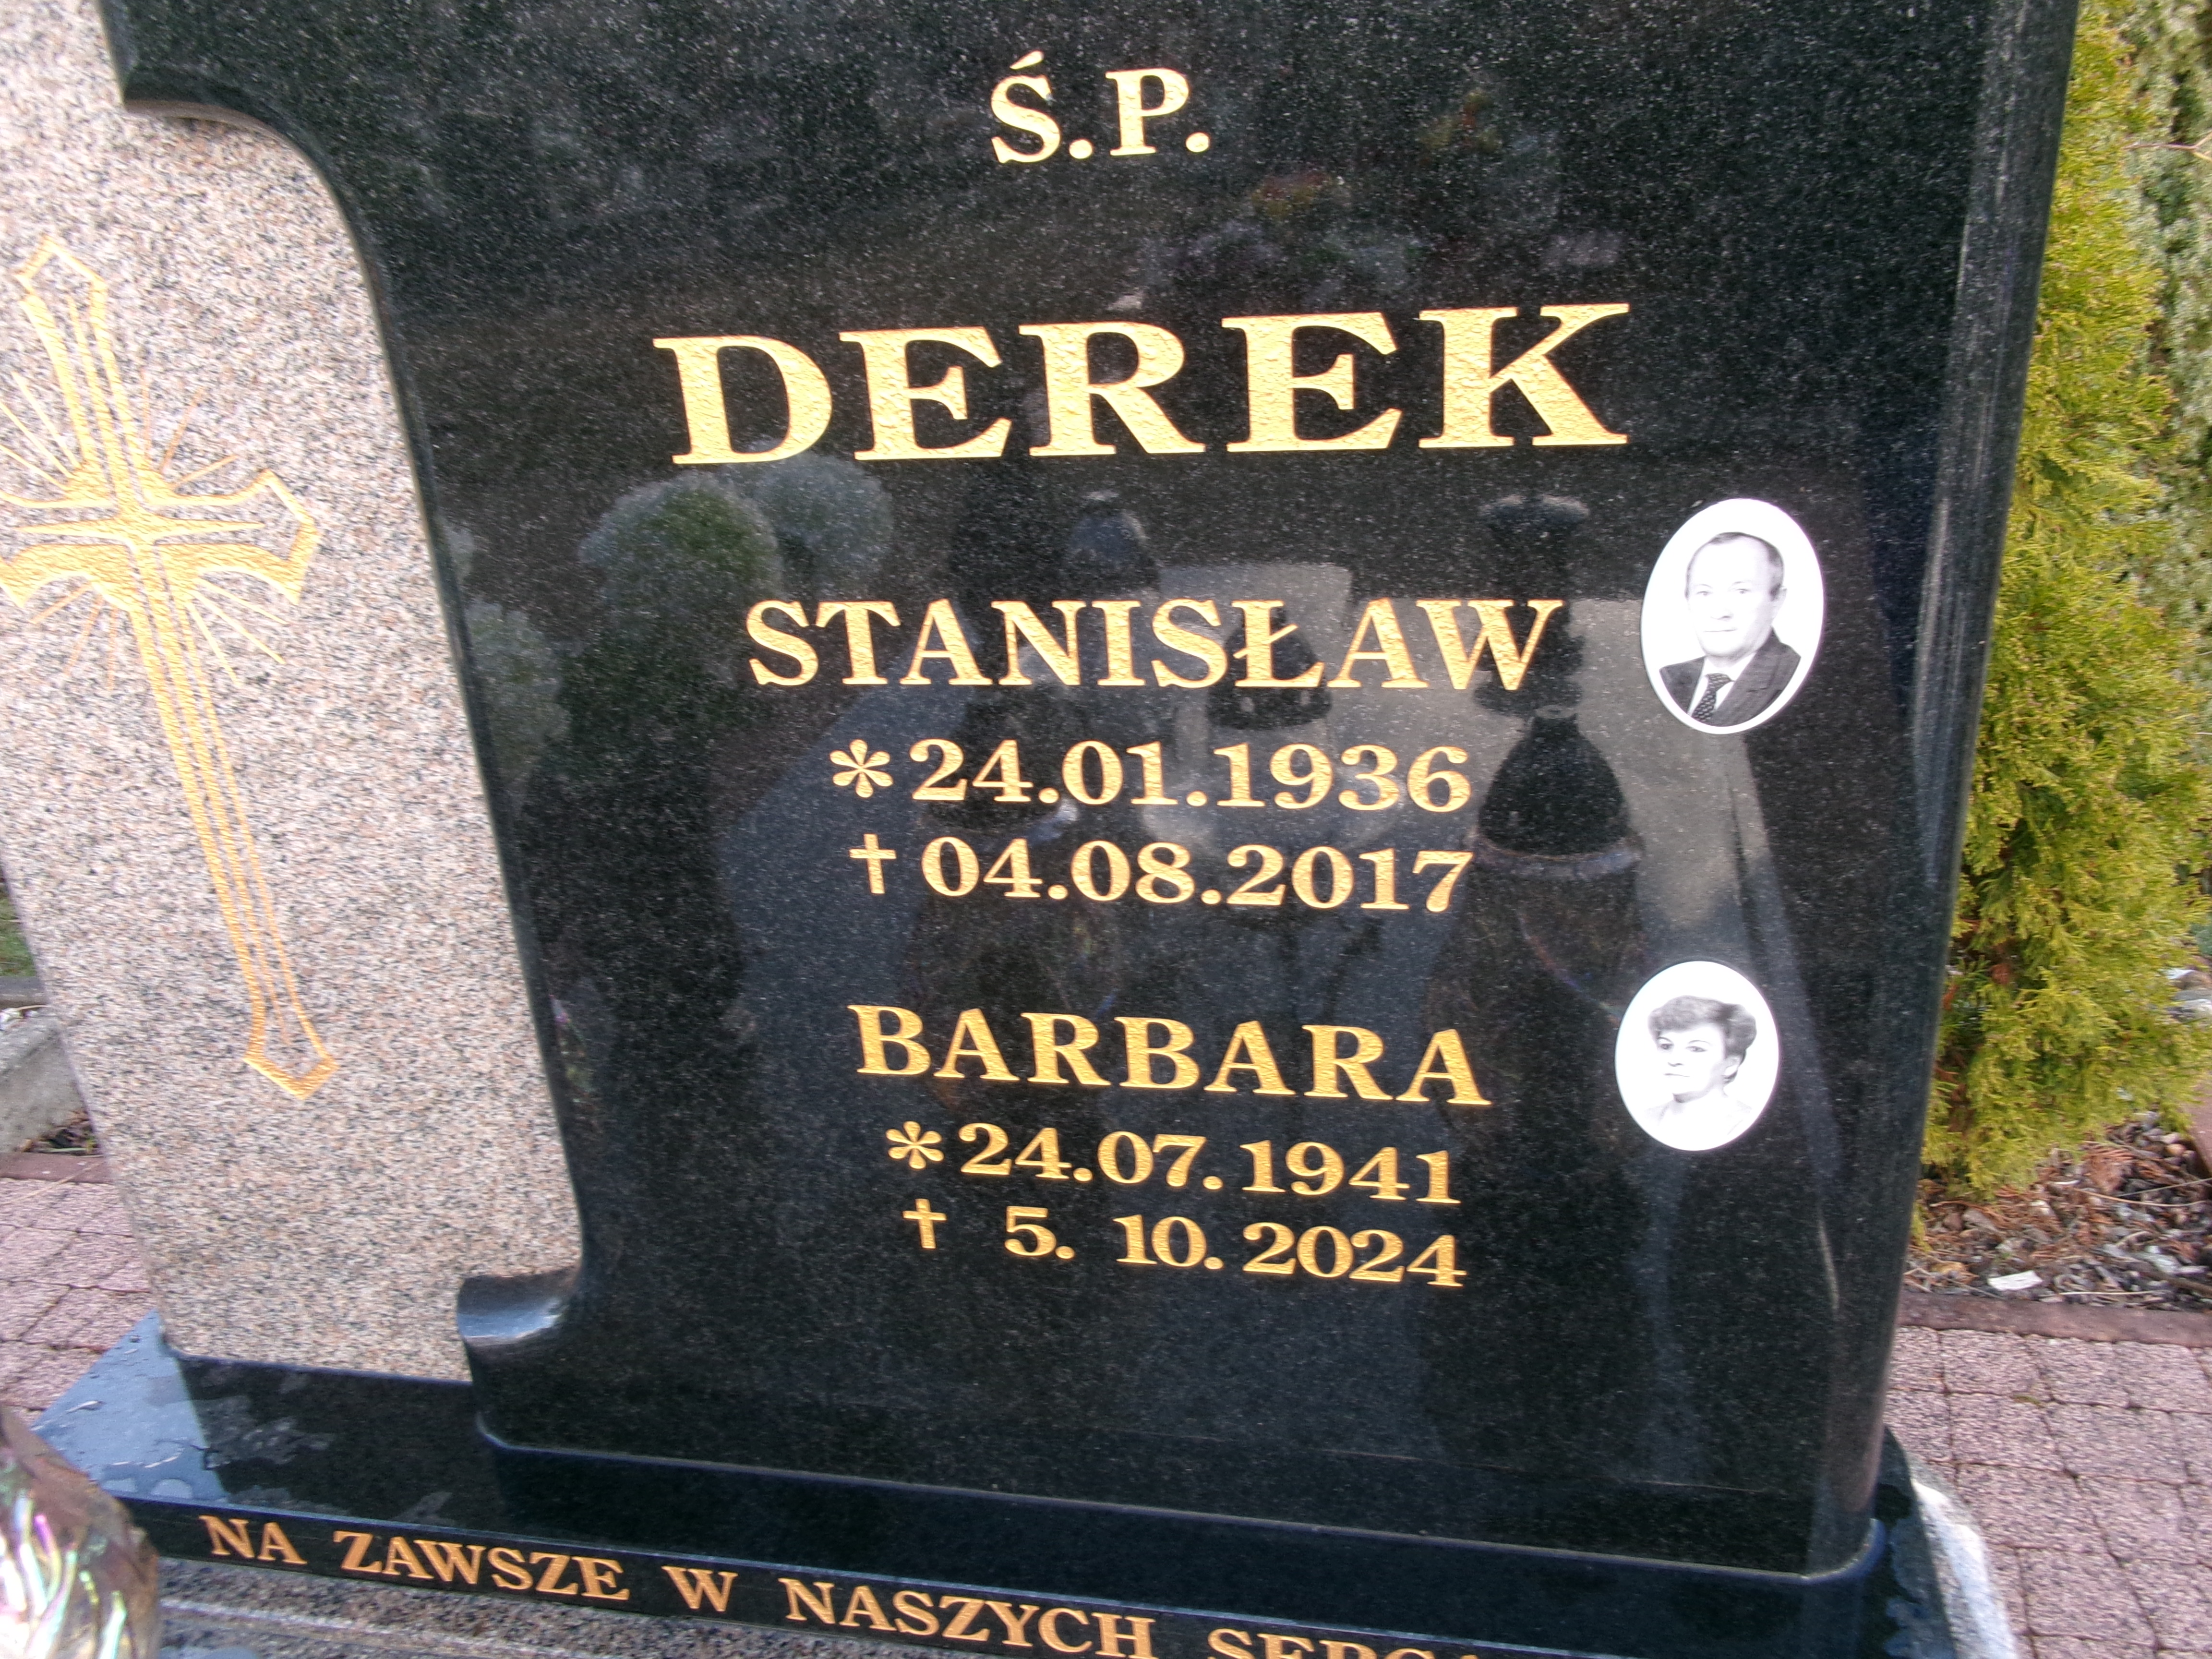 Ś.P.
DEREK
STANISŁAW
*24.01.1936
†04.08.2017
BARBARA
*24.07.1941
† 5. 10.2024
NA ZAWSZE W NASZYCH